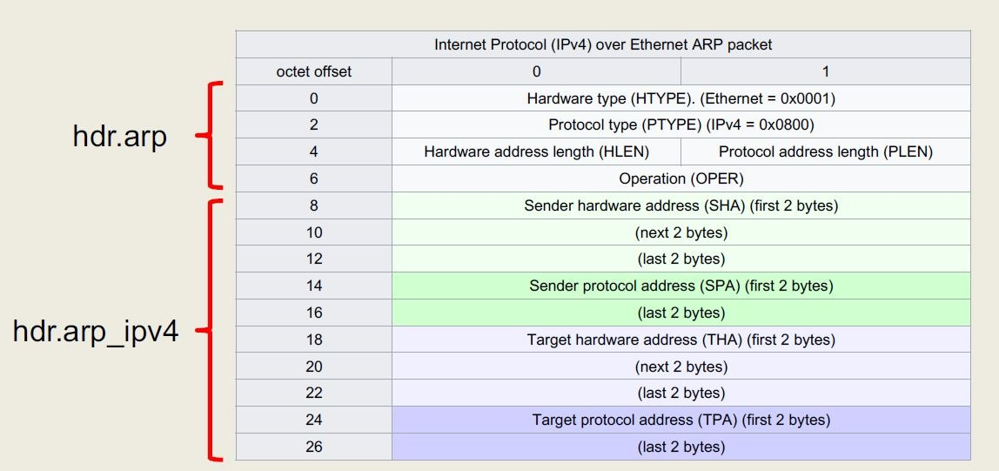 Internet Protocol (IPv4) over Ethernet ARP packet
octet offset 0 1
0 Hardware type (HTYPE). (Ethernet = 0x0001)
2 Protocol type (PTYPE) (IPv4 = 0x0800)
hdr.arp
4 Hardware address length (HLEN) Protocol address length (PLEN)
6 Operation (OPER)
8 Sender hardware address (SHA) (first 2 bytes)
10 (next 2 bytes)
12 (last 2 bytes)
14 Sender protocol address (SPA) (first 2 bytes)
16 (last 2 bytes)
hdr.arp_ipv4
18 Target hardware address (THA) (first 2 bytes)
20 (next 2 bytes)
22 (last 2 bytes)
24 Target protocol address (TPA) (first 2 bytes)
26 (last 2 bytes)